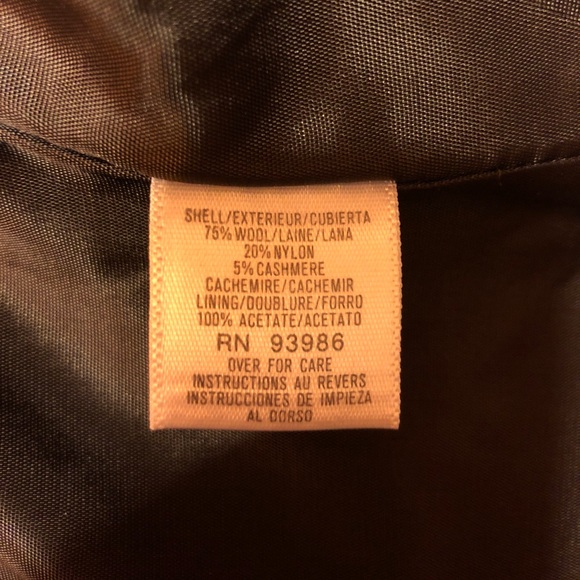 SHELL/EXTERIEUR/CUBIERTA
75% WOOL/LAINE/LANA
20% NYLON
5% CASHMERE
CACHEMIRE/CACHEMIR
LINING/DOUBLURE/FORRO
100% ACETATE/ACETATO
RN 93986
OVER FOR CARE
INSTRUCTIONS AU REVERS
INSTRUCCIONES DE IMPIEZA
AL DORSO